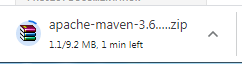 apache-maven-3.6.....zip
1.1/9.2 MB, 1 min left